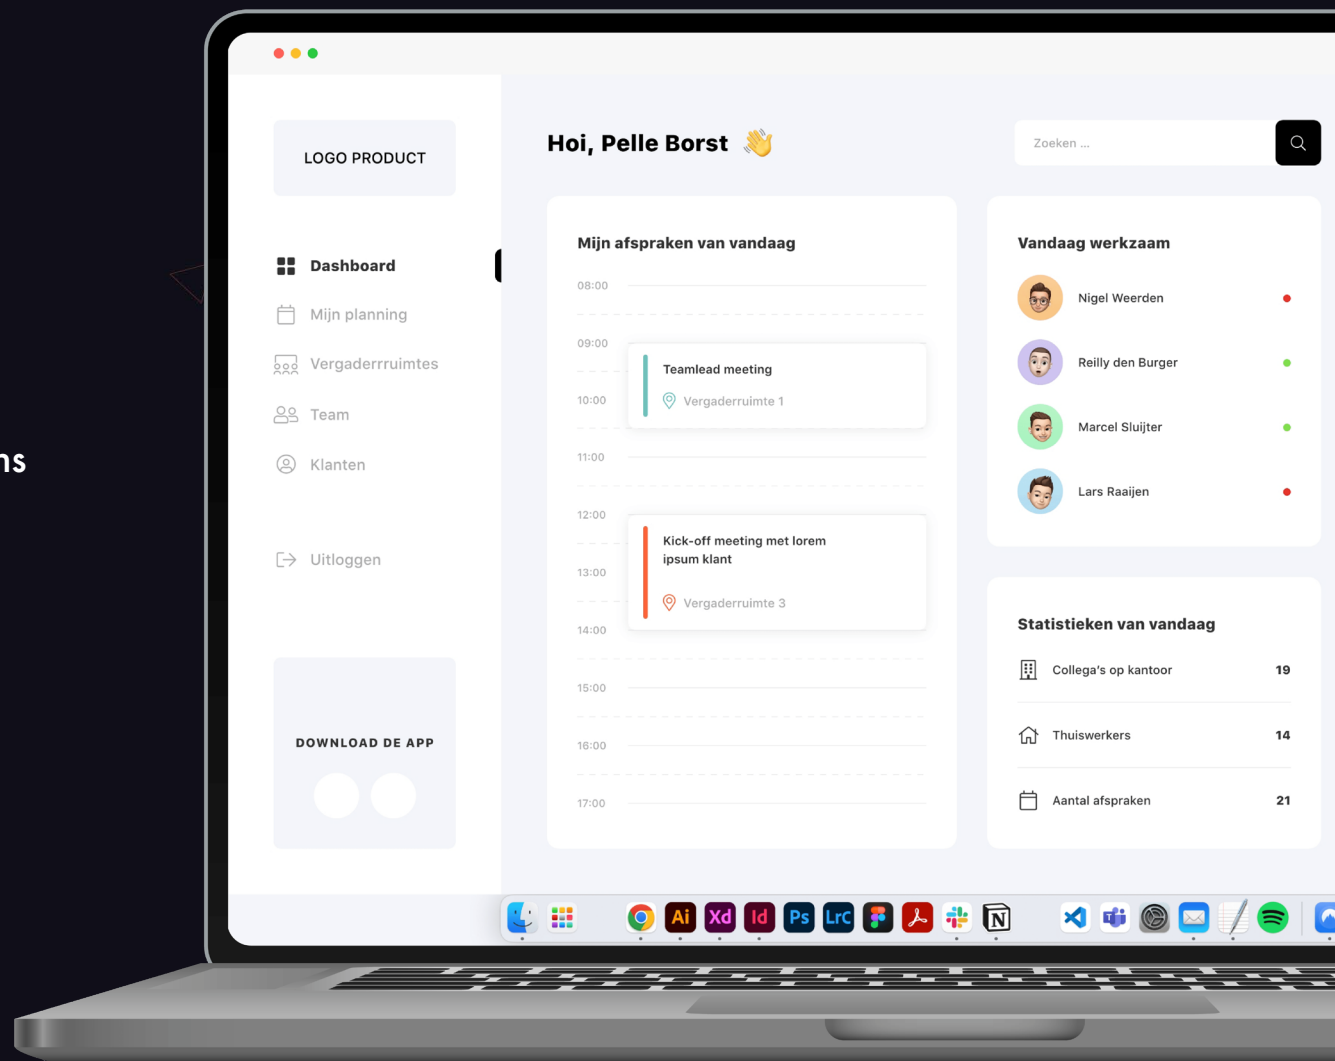 ns
LOGO PRODUCT
Dashboard
Mijn planning
Vergaderrruimtes
Team
Klanten
Uitloggen
DOWNLOAD DE APP
Hoi, Pelle Borst
Zoeken ...
Mijn afspraken van vandaag
08:00
09:00
Teamlead meeting
10:00
Vergaderruimte 1
11:00
12:00
Kick-off meeting met lorem
ipsum klant
13:00
Vergaderruimte 3
14:00
15:00
16:00
17:00
Vandaag werkzaam
Nigel Weerden
Reilly den Burger
Marcel Sluijter
Lars Raaijen
Statistieken van vandaag
Collega's op kantoor 19
Thuiswerkers 14
Aantal afspraken 21
Ai Xd Id Ps LrC N